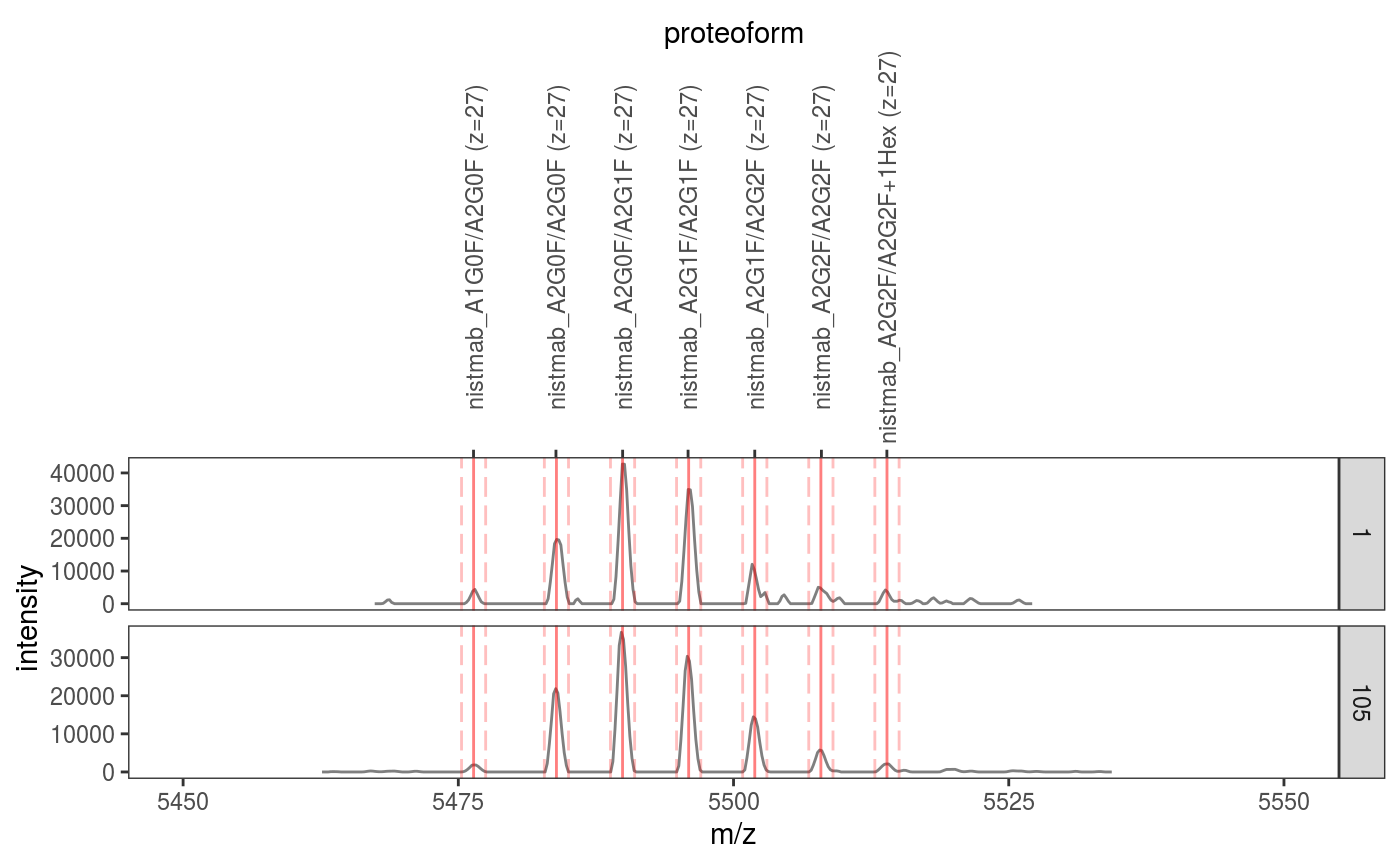 proteoform
nistmab_A1G0F/A2G0F (z=27)
nistmab_A2G0F/A2G0F (z=27)
nistmab_A2G0F/A2G1F (z=27)
nistmab_A2G1F/A2G1F (z=27)
nistmab_A2G1F/A2G2F (z=27)
nistmab_A2G2F/A2G2F (z=27)
nistmab_A2G2F/A2G2F+1Hex (z=27)
intensity
40000
30000
20000
10000
0
1
30000
20000
10000
0
105
5450
5475
5500
5525
5550
m/z